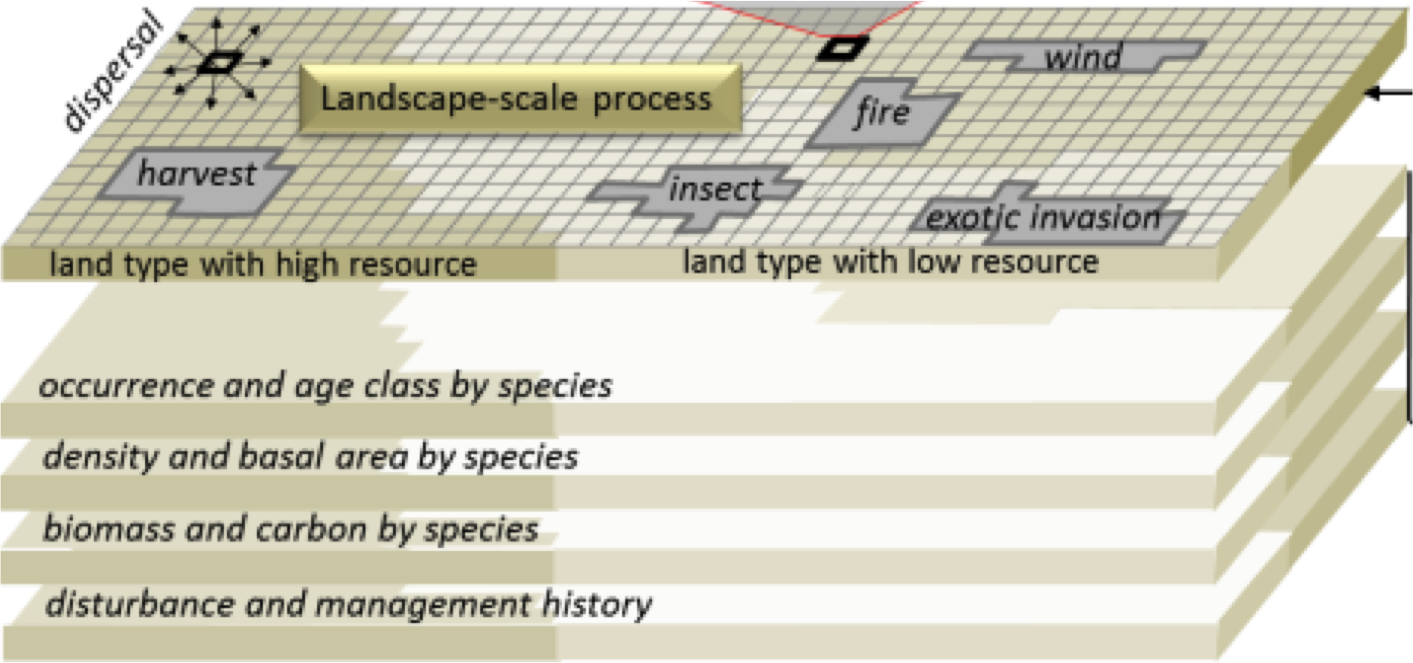 dispersal
Landscape-scale process
wind
fire
harvest
insect
exotic invasion
land type with high resource
land type with low resource
occurrence and age class by species
density and basal area by species
biomass and carbon by species
disturbance and management history